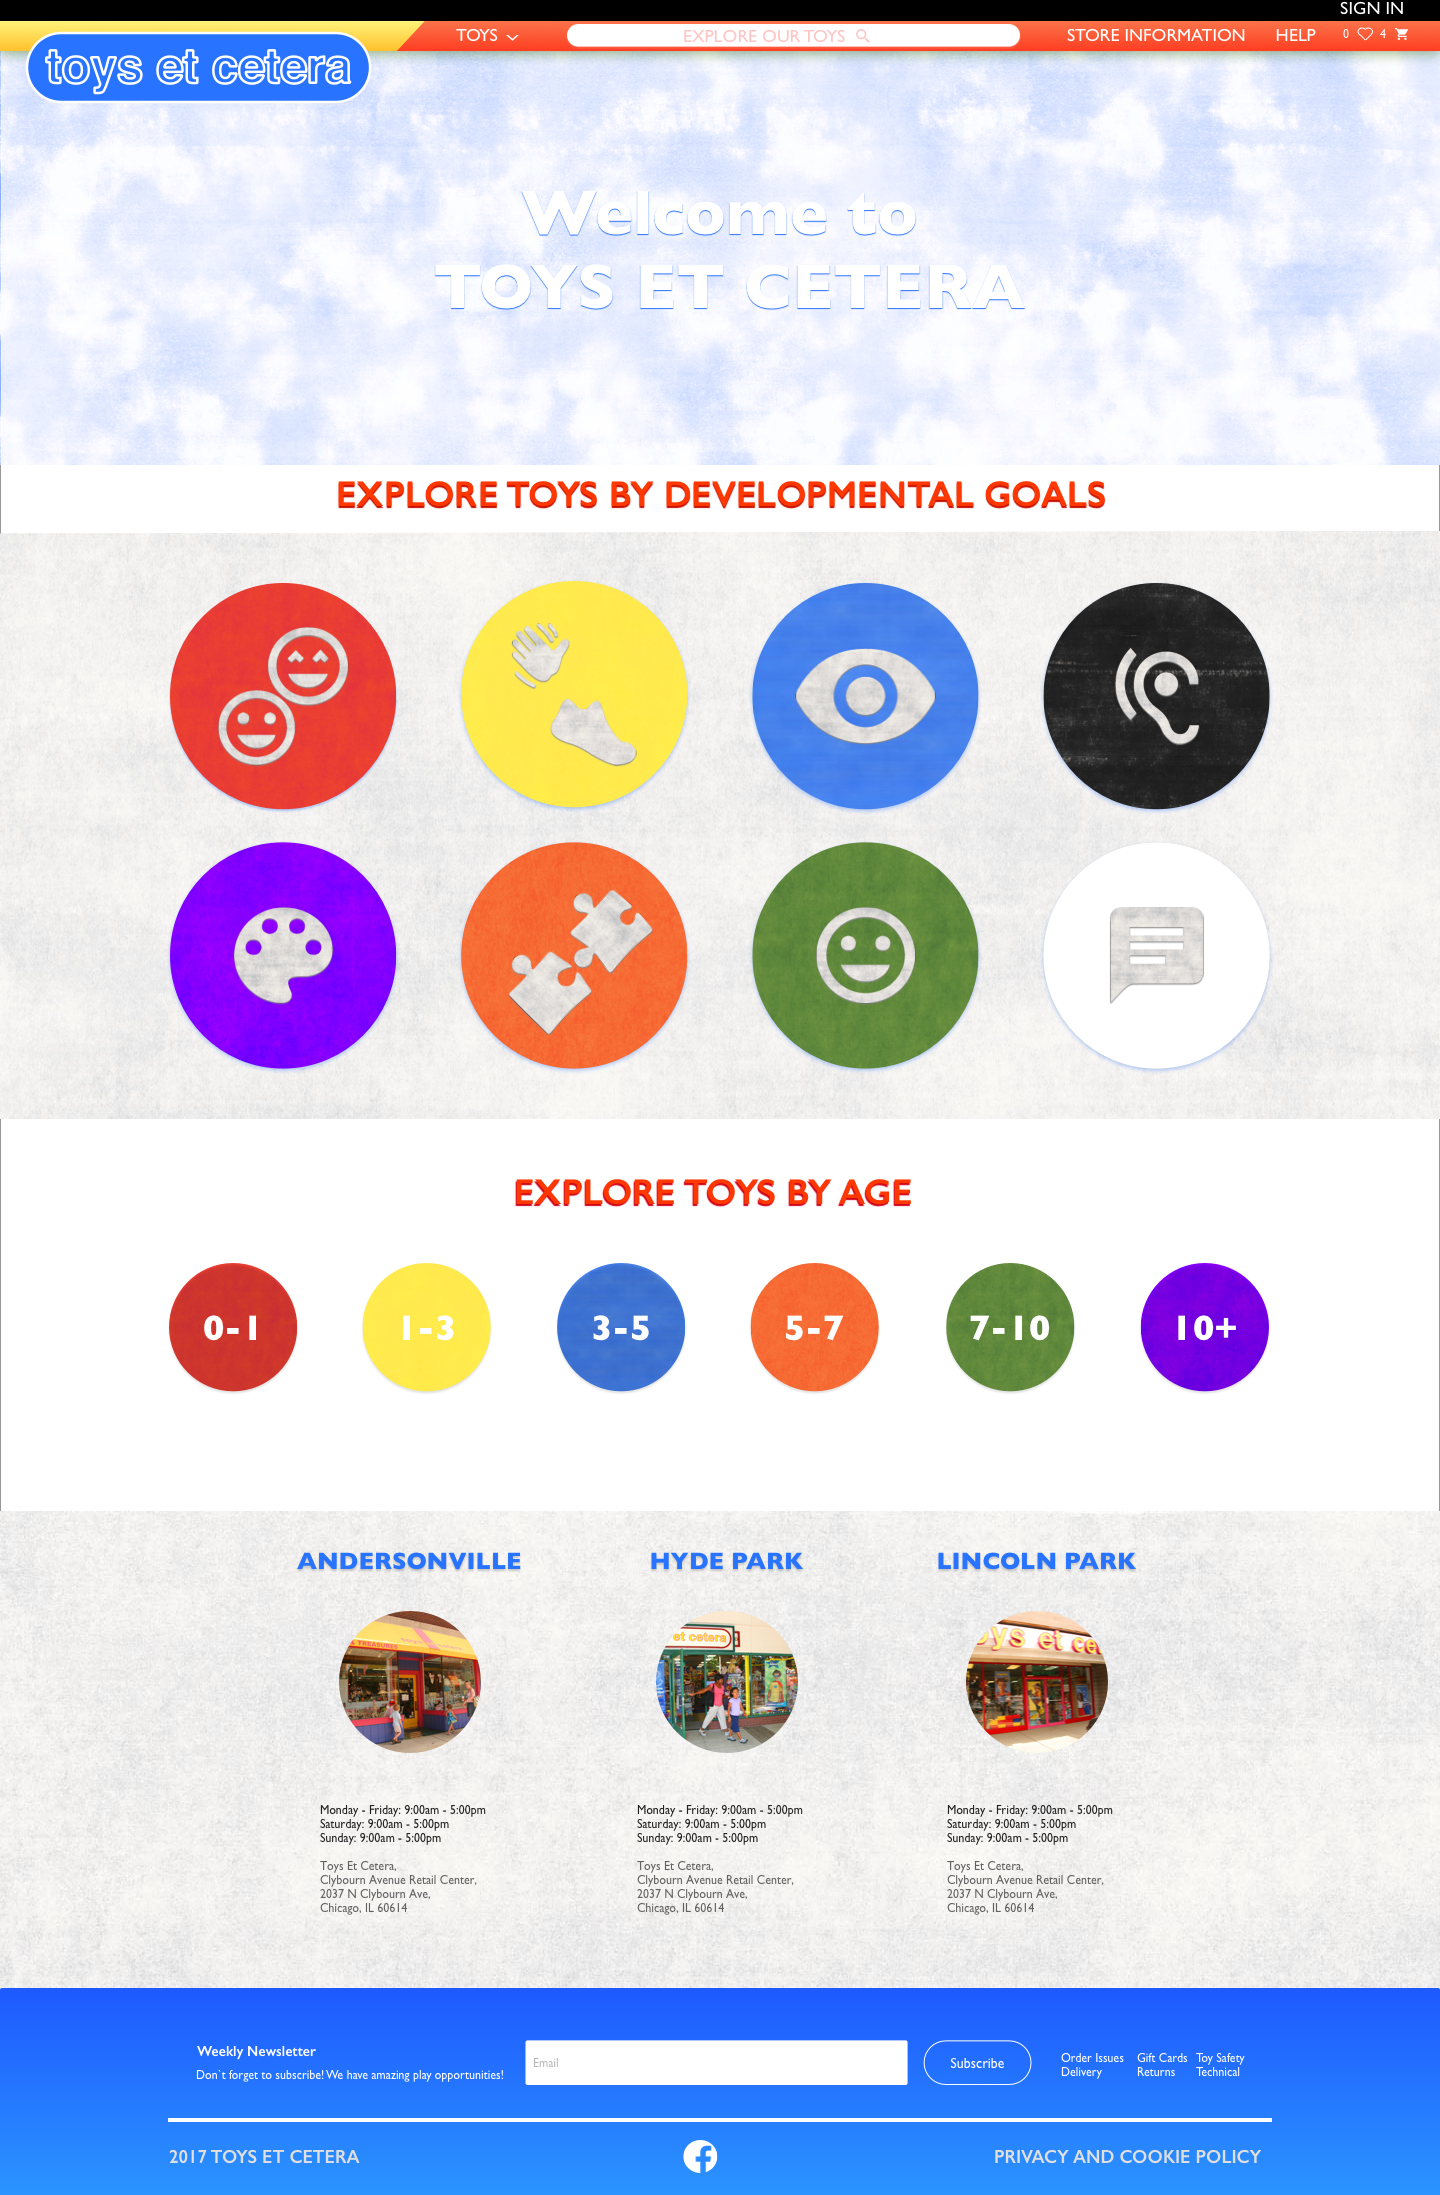 SIGN IN
TOYS
EXPLORE OUR TOYS
STORE INFORMATION
HELP
0
4
toys et cetera
Welcome to
TOYS ET CETERA
EXPLORE TOYS BY DEVELOPMENTAL GOALS
EXPLORE TOYS BY AGE
0-1
1-3
3-5
5-7
7-10
10+
ANDERSONVILLE
HYDE PARK
LINCOLN PARK
TREASURES
et cetera
oys et ce
Monday - Friday: 9:00am - 5:00pm
Saturday: 9:00am - 5:00pm
Sunday: 9:00am - 5:00pm
Toys Et Cetera,
Clybourn Avenue Retail Center,
2037 N Clybourn Ave,
Chicago, IL 60614
Monday - Friday: 9:00am - 5:00pm
Saturday: 9:00am - 5:00pm
Sunday: 9:00am - 5:00pm
Toys Et Cetera,
Clybourn Avenue Retail Center,
2037 N Clybourn Ave,
Chicago, IL 60614
Monday - Friday: 9:00am - 5:00pm
Saturday: 9:00am - 5:00pm
Sunday: 9:00am - 5:00pm
Toys Et Cetera,
Clybourn Avenue Retail Center,
2037 N Clybourn Ave,
Chicago, IL 60614
Weekly Newsletter
Don`t forget to subscribe! We have amazing play opportunities!
Email
Subscribe
Order Issues
Delivery
Gift Cards
Returns
Toy Safety
Technical
2017 TOYS ET CETERA
PRIVACY AND COOKIE POLICY